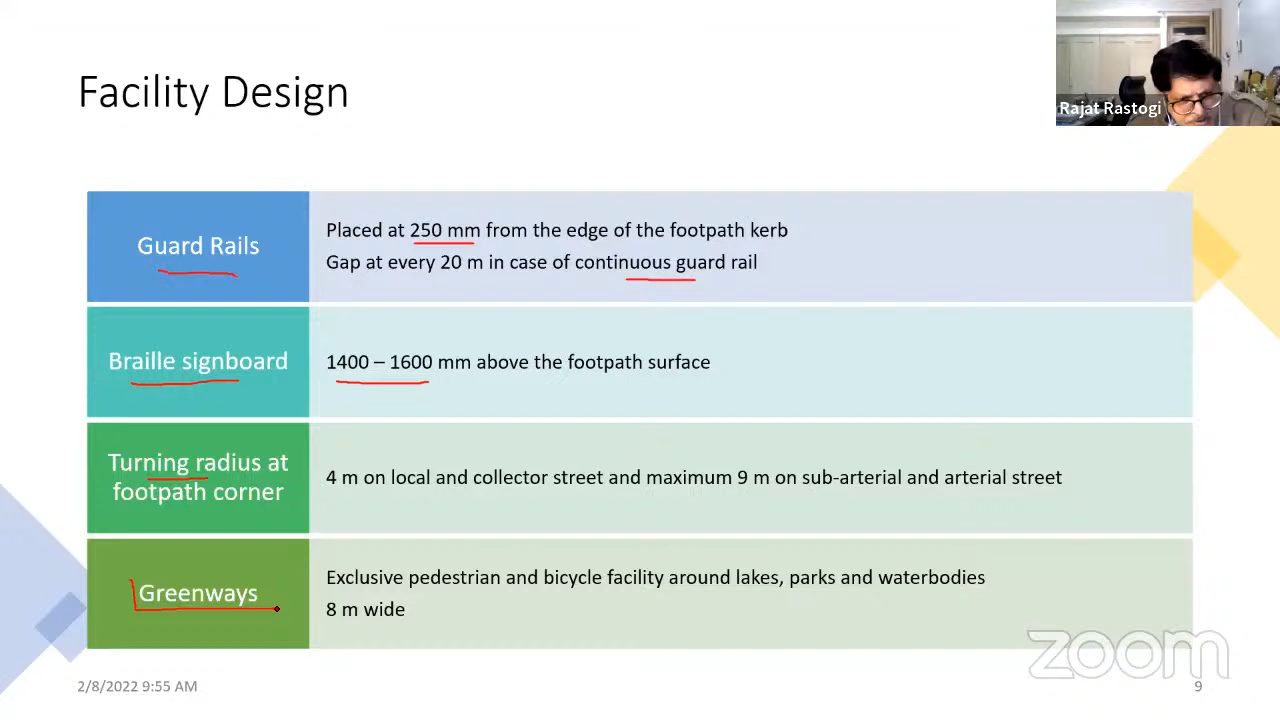 Facility Design
Rajat Rastogi
Guard Rails
Placed at 250 mm from the edge of the footpath kerb
Gap at every 20 m in case of continuous guard rail
Braille signboard
1400 – 1600 mm above the footpath surface
Turning radius at
footpath corner
4 m on local and collector street and maximum 9 m on sub-arterial and arterial street
Greenways
Exclusive pedestrian and bicycle facility around lakes, parks and waterbodies
8 m wide
zoom
2/8/2022 9:55 AM
9